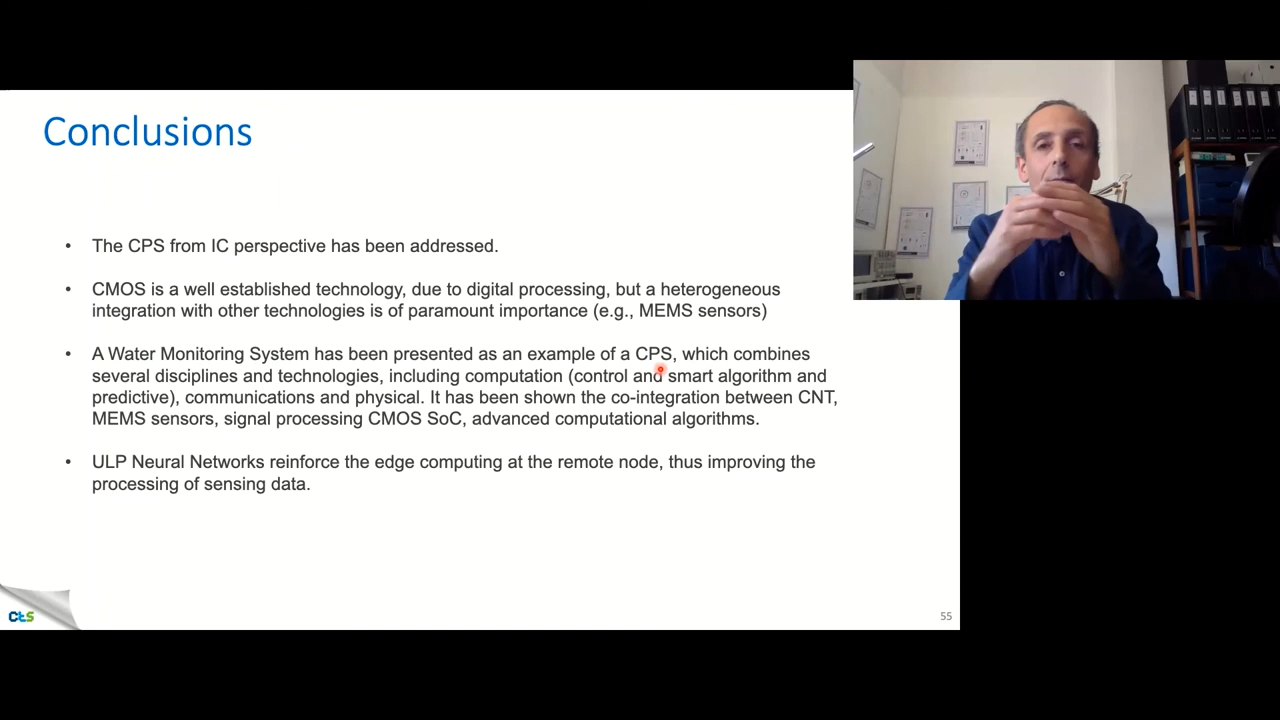 Conclusions
• The CPS from IC perspective has been addressed.
• CMOS is a well established technology, due to digital processing, but a heterogeneous
integration with other technologies is of paramount importance (e.g., MEMS sensors)
• A Water Monitoring System has been presented as an example of a CPS, which combines
several disciplines and technologies, including computation (control and smart algorithm and
predictive), communications and physical. It has been shown the co-integration between CNT,
MEMS sensors, signal processing CMOS SoC, advanced computational algorithms.
• ULP Neural Networks reinforce the edge computing at the remote node, thus improving the
processing of sensing data.
cts
55